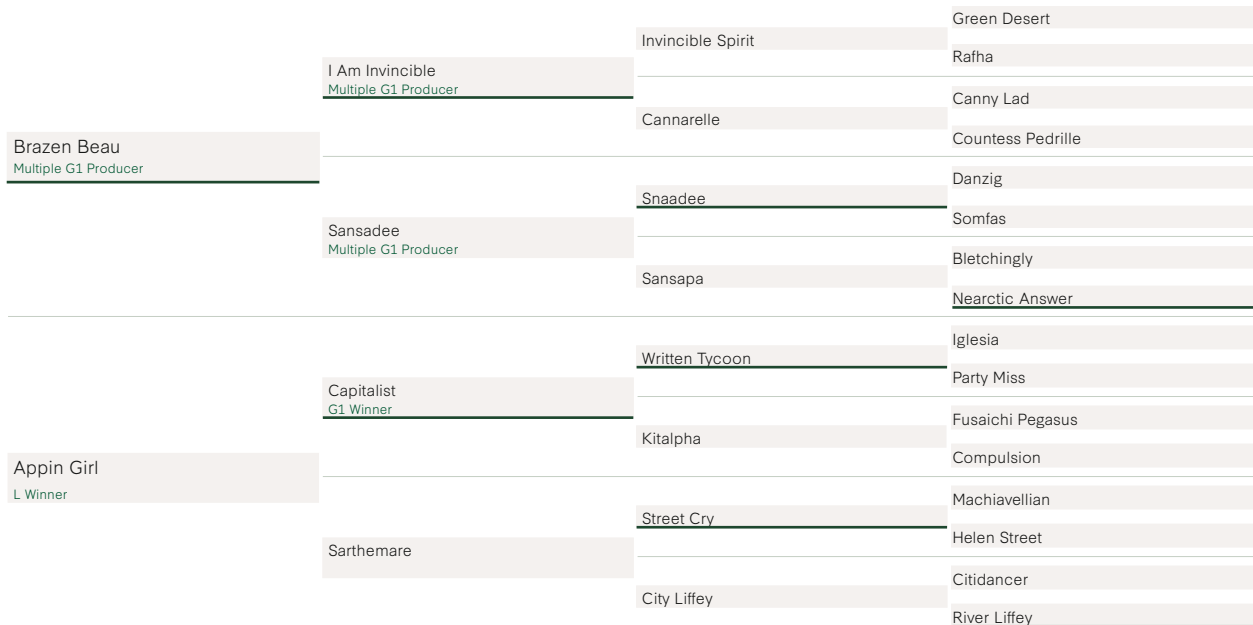 Brazen Beau
Multiple G1 Producer
Appin Girl
L Winner
I Am Invincible
Multiple G1 Producer
Sansadee
Multiple G1 Producer
Capitalist
G1 Winner
Sarthemare
Invincible Spirit
Cannarelle
Snaadee
Sansapa
Written Tycoon
Kitalpha
Street Cry
City Liffey
Green Desert
Rafha
Canny Lad
Countess Pedrille
Danzig
Somfas
Bletchingly
Nearctic Answer
Iglesia
Party Miss
Fusaichi Pegasus
Compulsion
Machiavellian
Helen Street
Citidancer
River Liffey